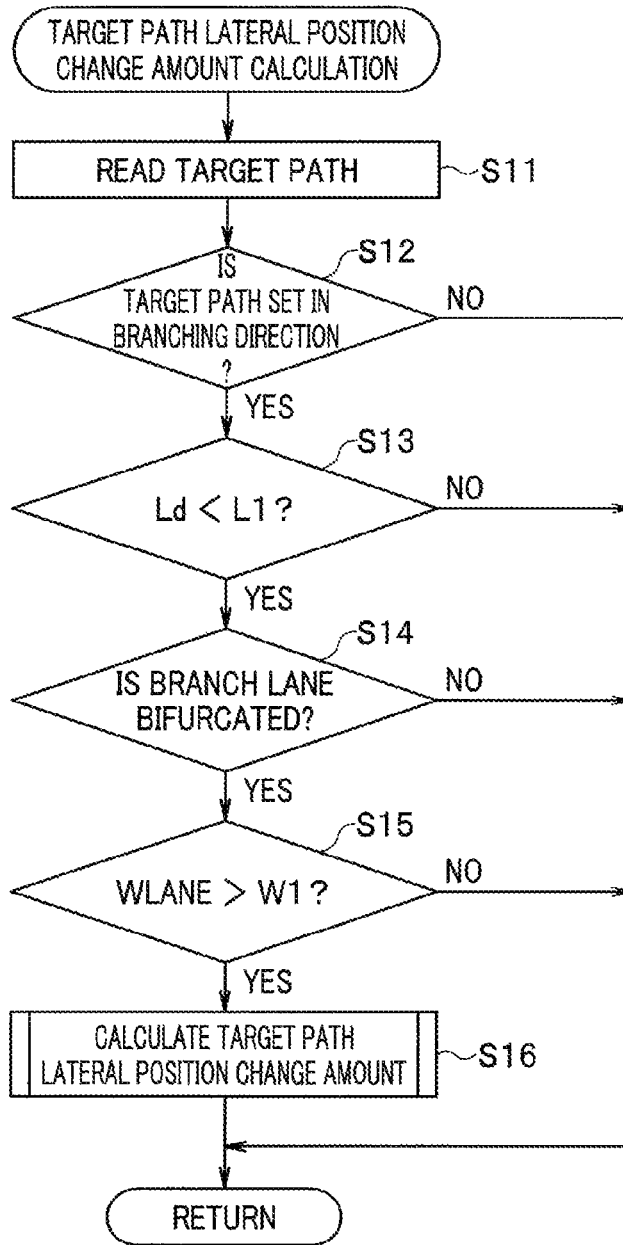 TARGET PATH LATERAL POSITION
CHANGE AMOUNT CALCULATION
READ TARGET PATH
S11
S12
IS
TARGET PATH SET IN
BRANCHING DIRECTION
?
NO
YES
S13
Ld < L1?
NO
YES
S14
IS BRANCH LANE
BIFURCATED?
NO
YES
S15
WLANE > W1?
NO
YES
CALCULATE TARGET PATH
LATERAL POSITION CHANGE AMOUNT
S16
RETURN